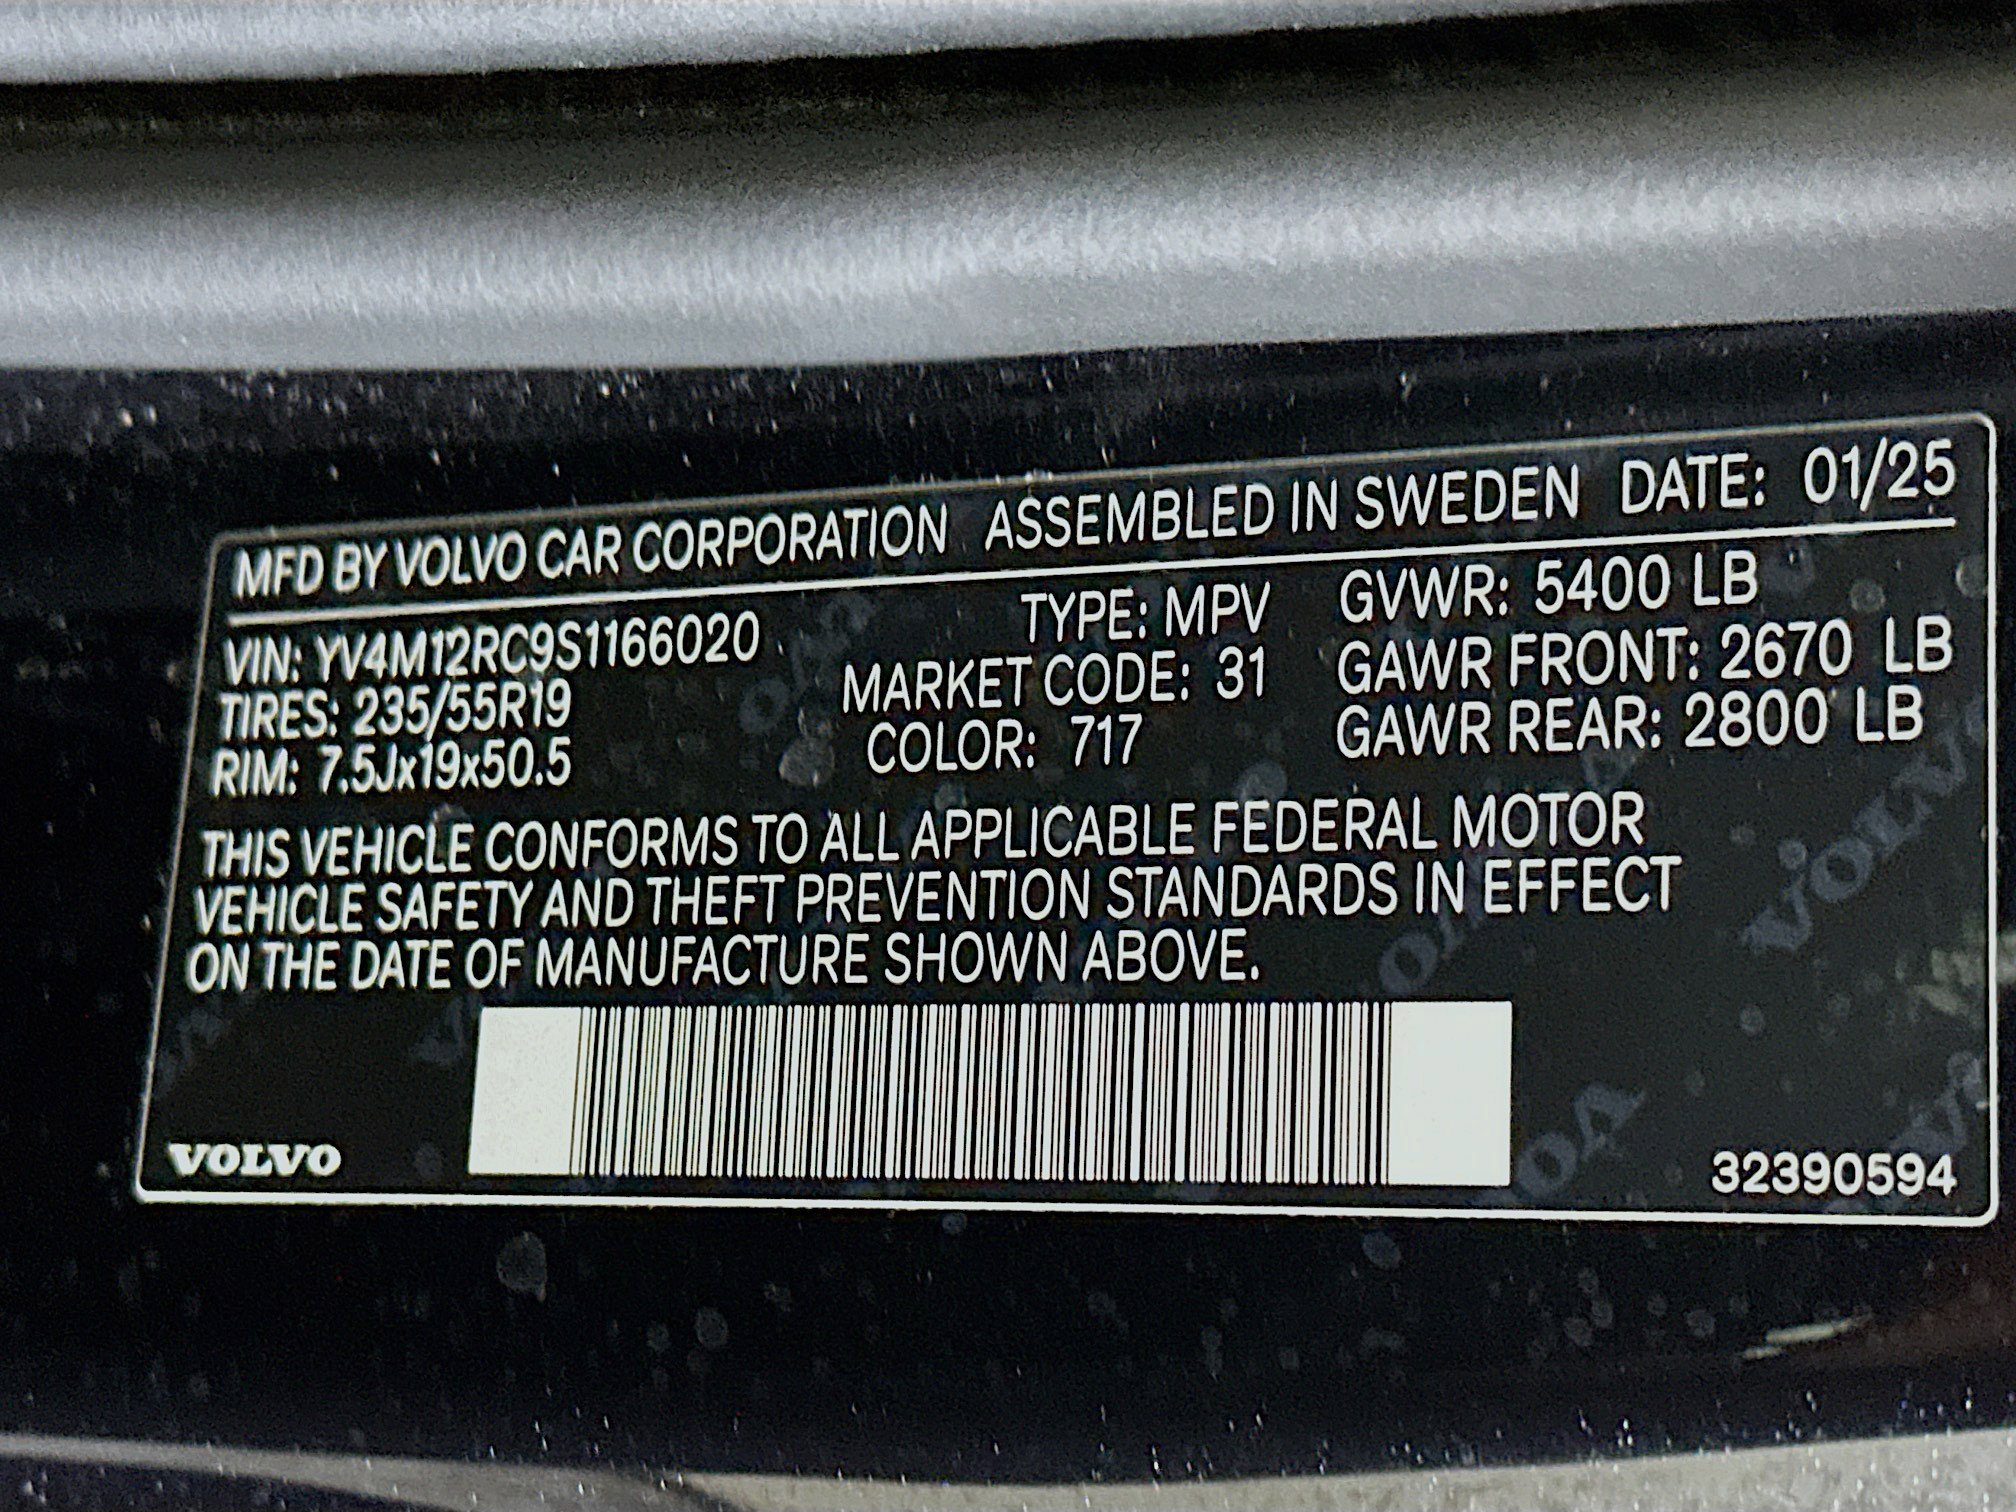 MFD BY VOLVO CAR CORPORATION ASSEMBLED IN SWEDEN DATE: 01/25
VIN: YV4M12RC9S1166020
TIRES: 235/55R19
RIM: 7.5Jx19x50.5
TYPE: MPV
MARKET CODE: 31
COLOR: 717
GVWR: 5400 LB
GAWR FRONT: 2670 LB
GAWR REAR: 2800 LB
THIS VEHICLE CONFORMS TO ALL APPLICABLE FEDERAL MOTOR
VEHICLE SAFETY AND THEFT PREVENTION STANDARDS IN EFFECT
ON THE DATE OF MANUFACTURE SHOWN ABOVE.
VOLVO
32390594